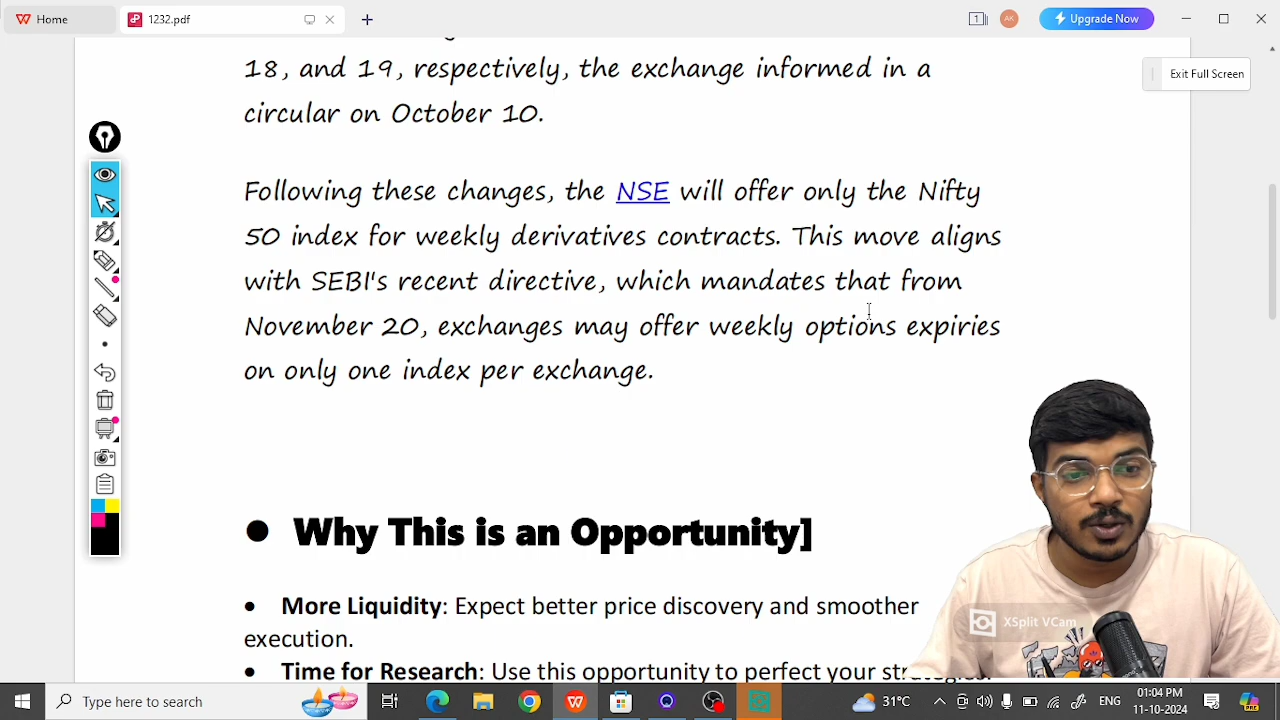 Home
1232.pdf
1
AK
Upgrade Now
Exit Full Screen
18, and 19, respectively, the exchange informed in a
circular on October 10.
Following these changes, the NSE will offer only the Nifty
50 index for weekly derivatives contracts. This move aligns
with SEBI's recent directive, which mandates that from
November 20, exchanges may offer weekly options expiries
on only one index per exchange.
● Why This is an Opportunity]
• More Liquidity: Expect better price discovery and smoother
execution.
• Time for Research: Use this opportunity to perfect your
XSplit VCam
Type here to search
31°C
ENG
01:04 PM
11-10-2024